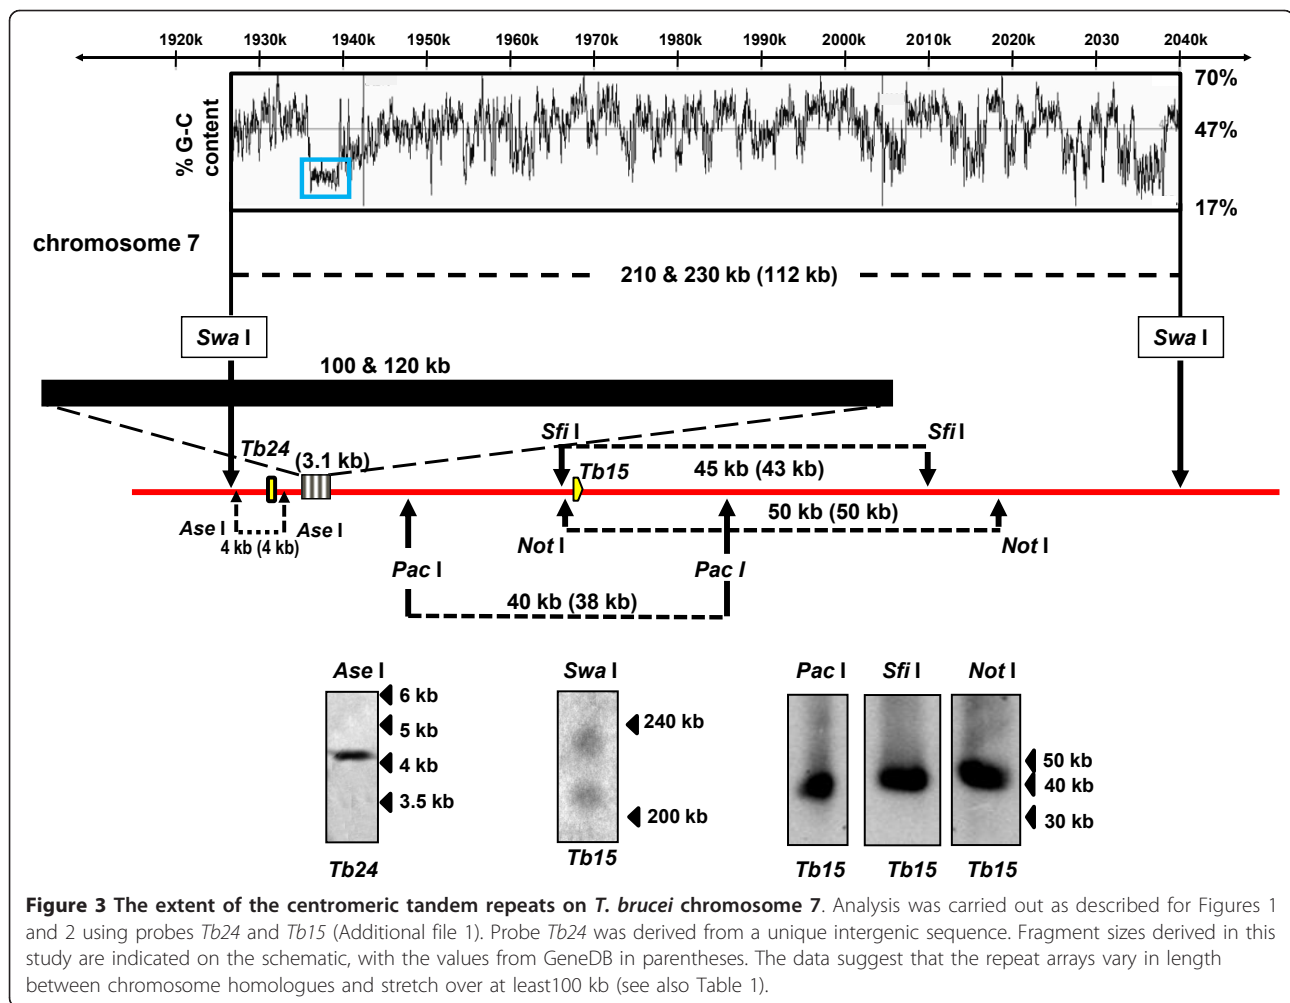 1920k 1930k 1940k 1950k 1960k 1970k 1980k 1990k 2000k 2010k 2020k 2030 2040k
% G-C content
70%
47%
17%
chromosome 7
210 & 230 kb (112 kb)
Swa I
Swa I
100 & 120 kb
Sfi I
Sfi I
Tb24
(3.1 kb)
Tb15
45 kb (43 kb)
50 kb (50 kb)
Ase I
Ase I
4 kb (4 kb)
Not I
Not I
Pac I
Pac I
40 kb (38 kb)
Ase I
Swa I
Pac I
Sfi I
Not I
6 kb
5 kb
4 kb
3.5 kb
240 kb
200 kb
50 kb
40 kb
30 kb
Tb24
Tb15
Tb15
Tb15
Tb15
Figure 3 The extent of the centromeric tandem repeats on T. brucei chromosome 7. Analysis was carried out as described for Figures 1
and 2 using probes Tb24 and Tb15 (Additional file 1). Probe Tb24 was derived from a unique intergenic sequence. Fragment sizes derived in this
study are indicated on the schematic, with the values from GeneDB in parentheses. The data suggest that the repeat arrays vary in length
between chromosome homologues and stretch over at least100 kb (see also Table 1).